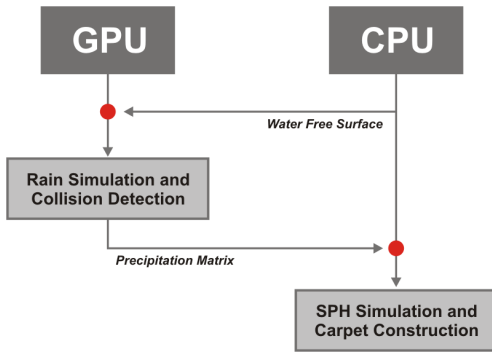 GPU
CPU
Water Free Surface
Rain Simulation and
Collision Detection
Precipitation Matrix
SPH Simulation and
Carpet Construction